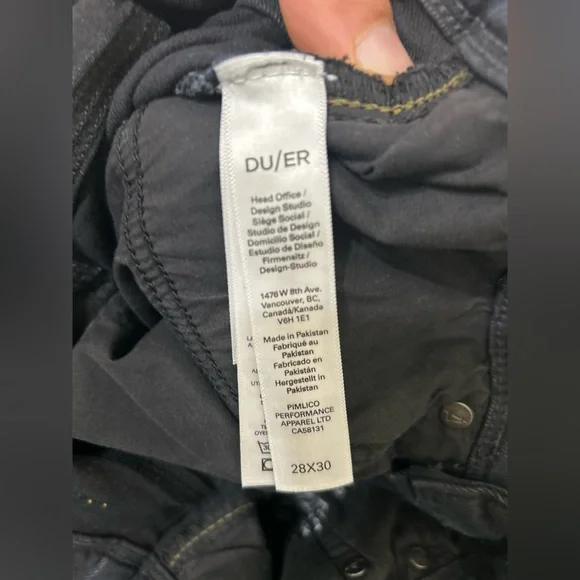 DU/ER
Head Office /
Design Studio
Siège Social /
Studio de Design
Domicilio Social /
Estudio de Diseño
Firmensitz /
Design-Studio
1476 W 8th Ave.
Vancouver, BC,
Canadá/Kanada
V6H 1E1
Made in Pakistan
Fabriqué au
Pakistan
Fabricado en
Pakistán
Hergestellt in
Pakistan
PIMLICO
PERFORMANCE
APPAREL LTD
CA58131
28X30
30